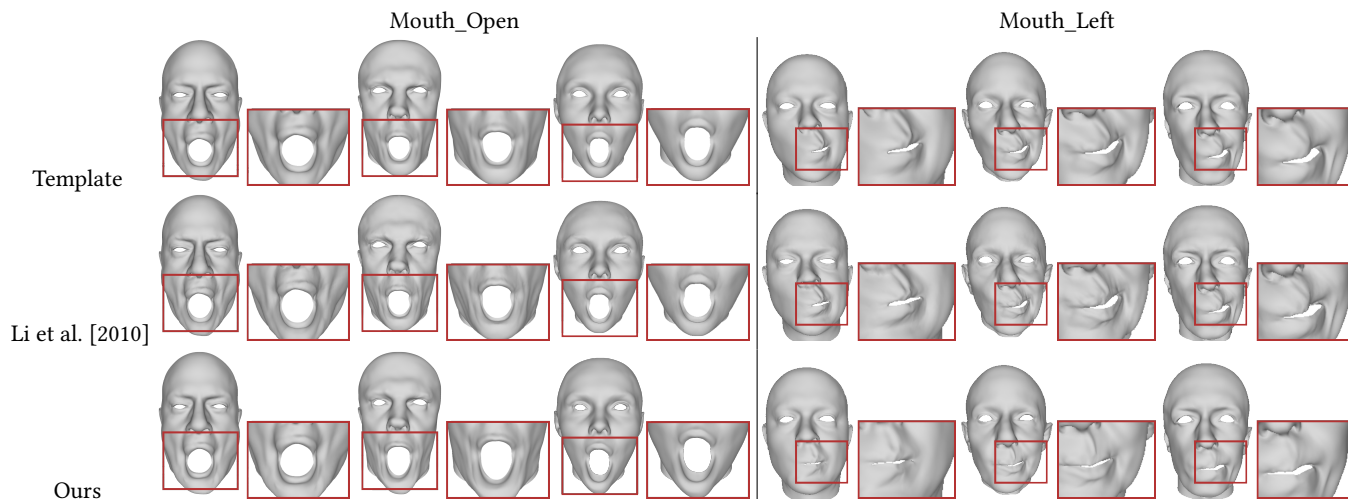 Mouth_Open
Mouth_Left
Template
Li et al. [2010]
Ours